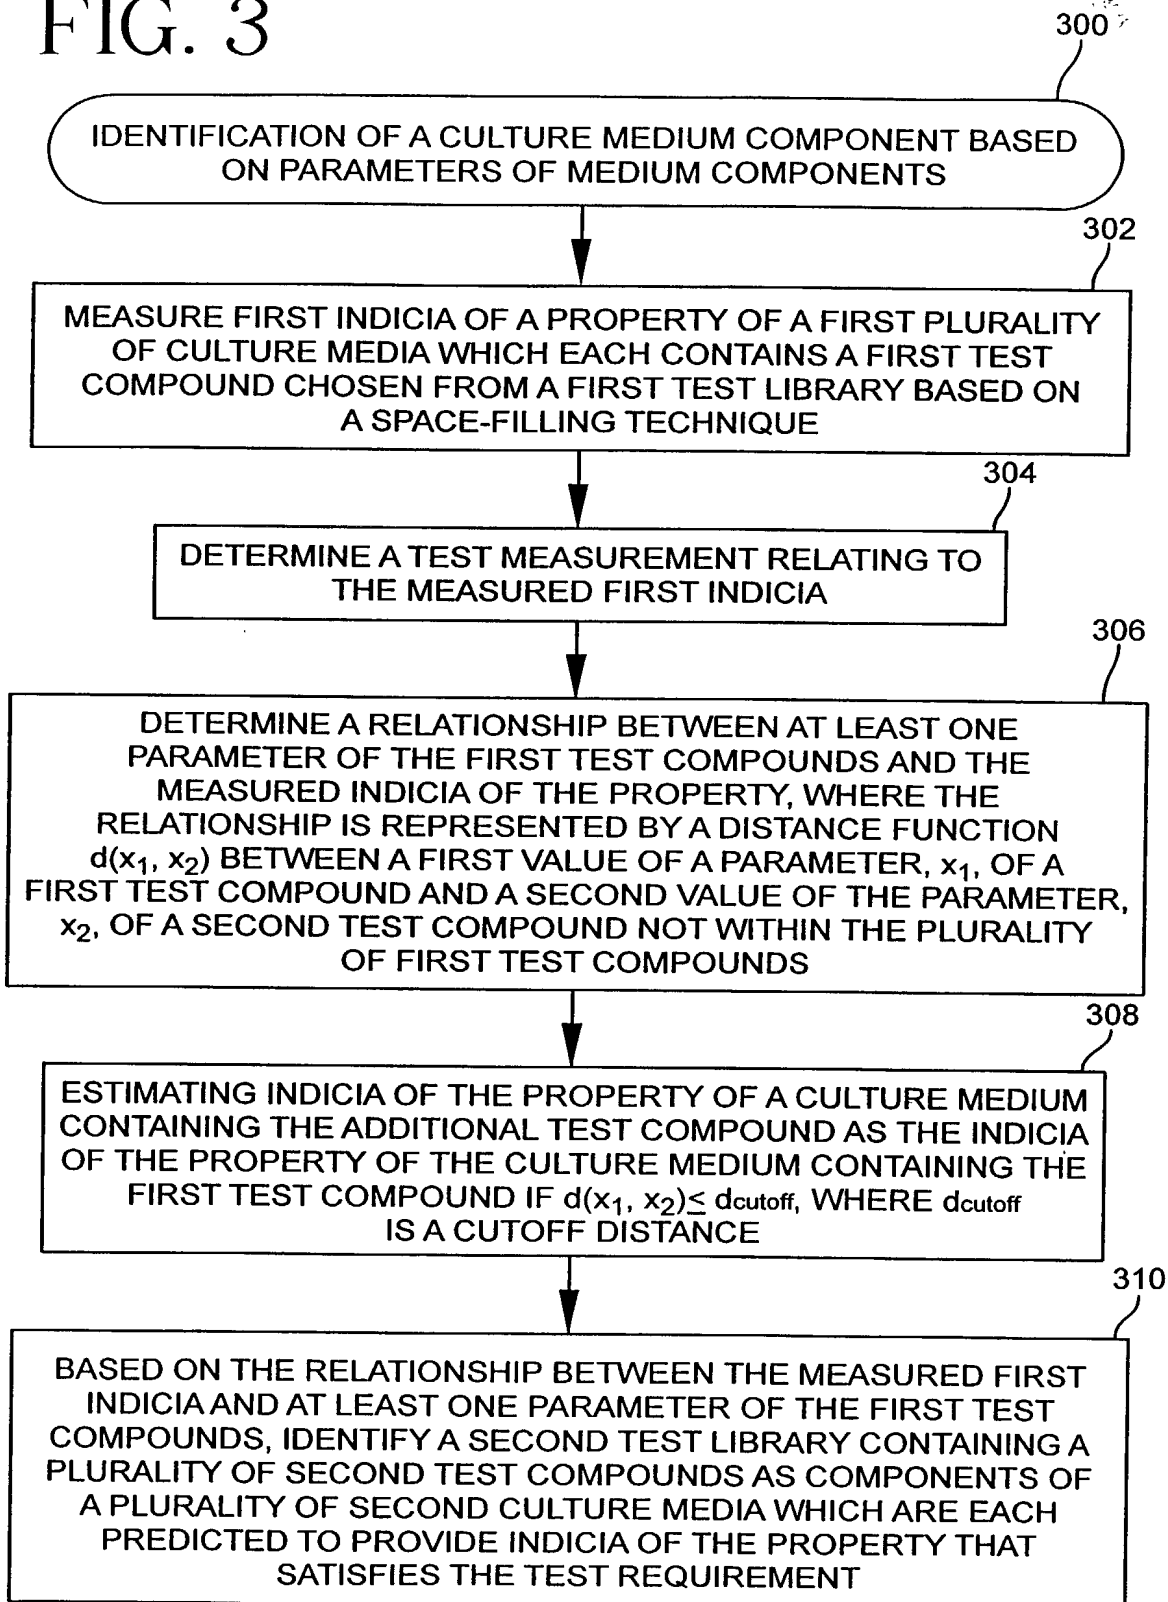 FIG. 3
300
IDENTIFICATION OF A CULTURE MEDIUM COMPONENT BASED
ON PARAMETERS OF MEDIUM COMPONENTS
302
MEASURE FIRST INDICIA OF A PROPERTY OF A FIRST PLURALITY
OF CULTURE MEDIA WHICH EACH CONTAINS A FIRST TEST
COMPOUND CHOSEN FROM A FIRST TEST LIBRARY BASED ON
A SPACE-FILLING TECHNIQUE
304
DETERMINE A TEST MEASUREMENT RELATING TO
THE MEASURED FIRST INDICIA
306
DETERMINE A RELATIONSHIP BETWEEN AT LEAST ONE
PARAMETER OF THE FIRST TEST COMPOUNDS AND THE
MEASURED INDICIA OF THE PROPERTY, WHERE THE
RELATIONSHIP IS REPRESENTED BY A DISTANCE FUNCTION
d(x1, x2) BETWEEN A FIRST VALUE OF A PARAMETER, x1, OF A
FIRST TEST COMPOUND AND A SECOND VALUE OF THE PARAMETER,
x2, OF A SECOND TEST COMPOUND NOT WITHIN THE PLURALITY
OF FIRST TEST COMPOUNDS
308
ESTIMATING INDICIA OF THE PROPERTY OF A CULTURE MEDIUM
CONTAINING THE ADDITIONAL TEST COMPOUND AS THE INDICIA
OF THE PROPERTY OF THE CULTURE MEDIUM CONTAINING THE
FIRST TEST COMPOUND IF d(x1, x2)≤ dcutoff, WHERE dcutoff
IS A CUTOFF DISTANCE
310
BASED ON THE RELATIONSHIP BETWEEN THE MEASURED FIRST
INDICIA AND AT LEAST ONE PARAMETER OF THE FIRST TEST
COMPOUNDS, IDENTIFY A SECOND TEST LIBRARY CONTAINING A
PLURALITY OF SECOND TEST COMPOUNDS AS COMPONENTS OF
A PLURALITY OF SECOND CULTURE MEDIA WHICH ARE EACH
PREDICTED TO PROVIDE INDICIA OF THE PROPERTY THAT
SATISFIES THE TEST REQUIREMENT